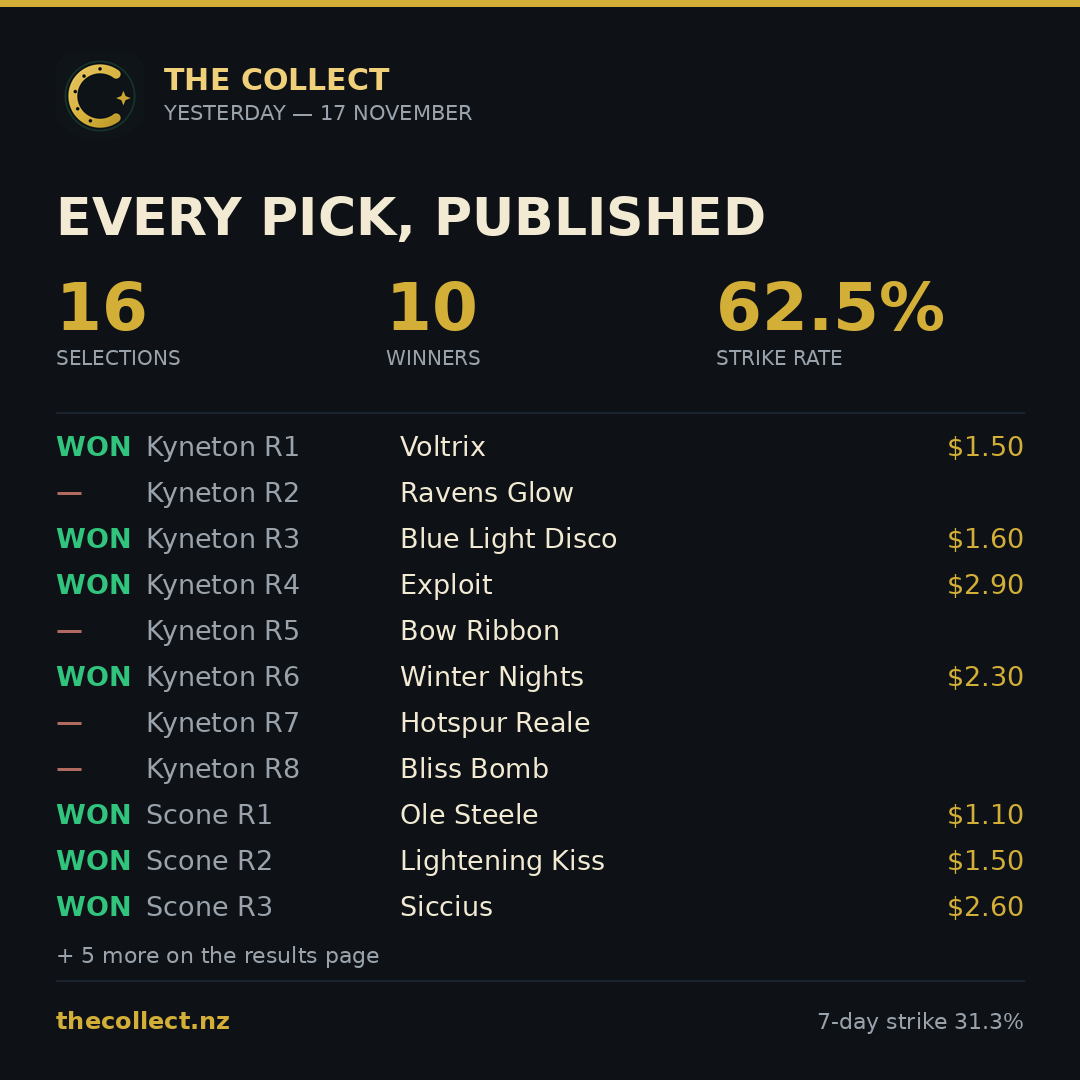 THE COLLECT
YESTERDAY — 17 NOVEMBER
EVERY PICK, PUBLISHED
16 10 62.5%
SELECTIONS WINNERS STRIKE RATE
WON Kyneton R1 Voltrix $1.50
— Kyneton R2 Ravens Glow
WON Kyneton R3 Blue Light Disco $1.60
WON Kyneton R4 Exploit $2.90
— Kyneton R5 Bow Ribbon
WON Kyneton R6 Winter Nights $2.30
— Kyneton R7 Hotspur Reale
— Kyneton R8 Bliss Bomb
WON Scone R1 Ole Steele $1.10
WON Scone R2 Lightening Kiss $1.50
WON Scone R3 Siccius $2.60
+ 5 more on the results page
thecollect.nz 7-day strike 31.3%